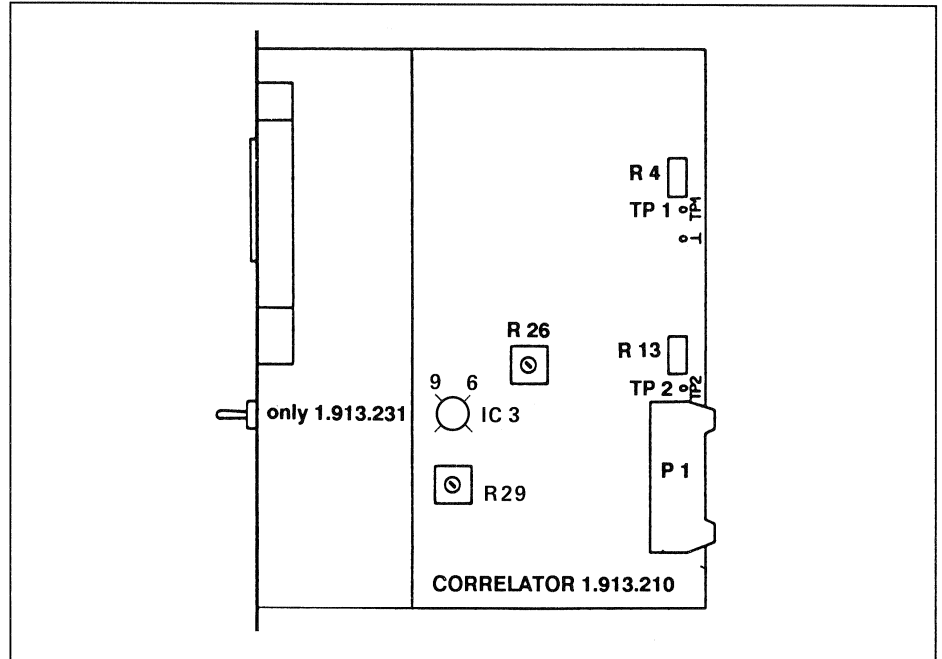 R 4
TP 1
TP1
⊥
R 26
R 13
TP 2
TP2
9 6
only 1.913.231
IC 3
P 1
R29
CORRELATOR 1.913.210